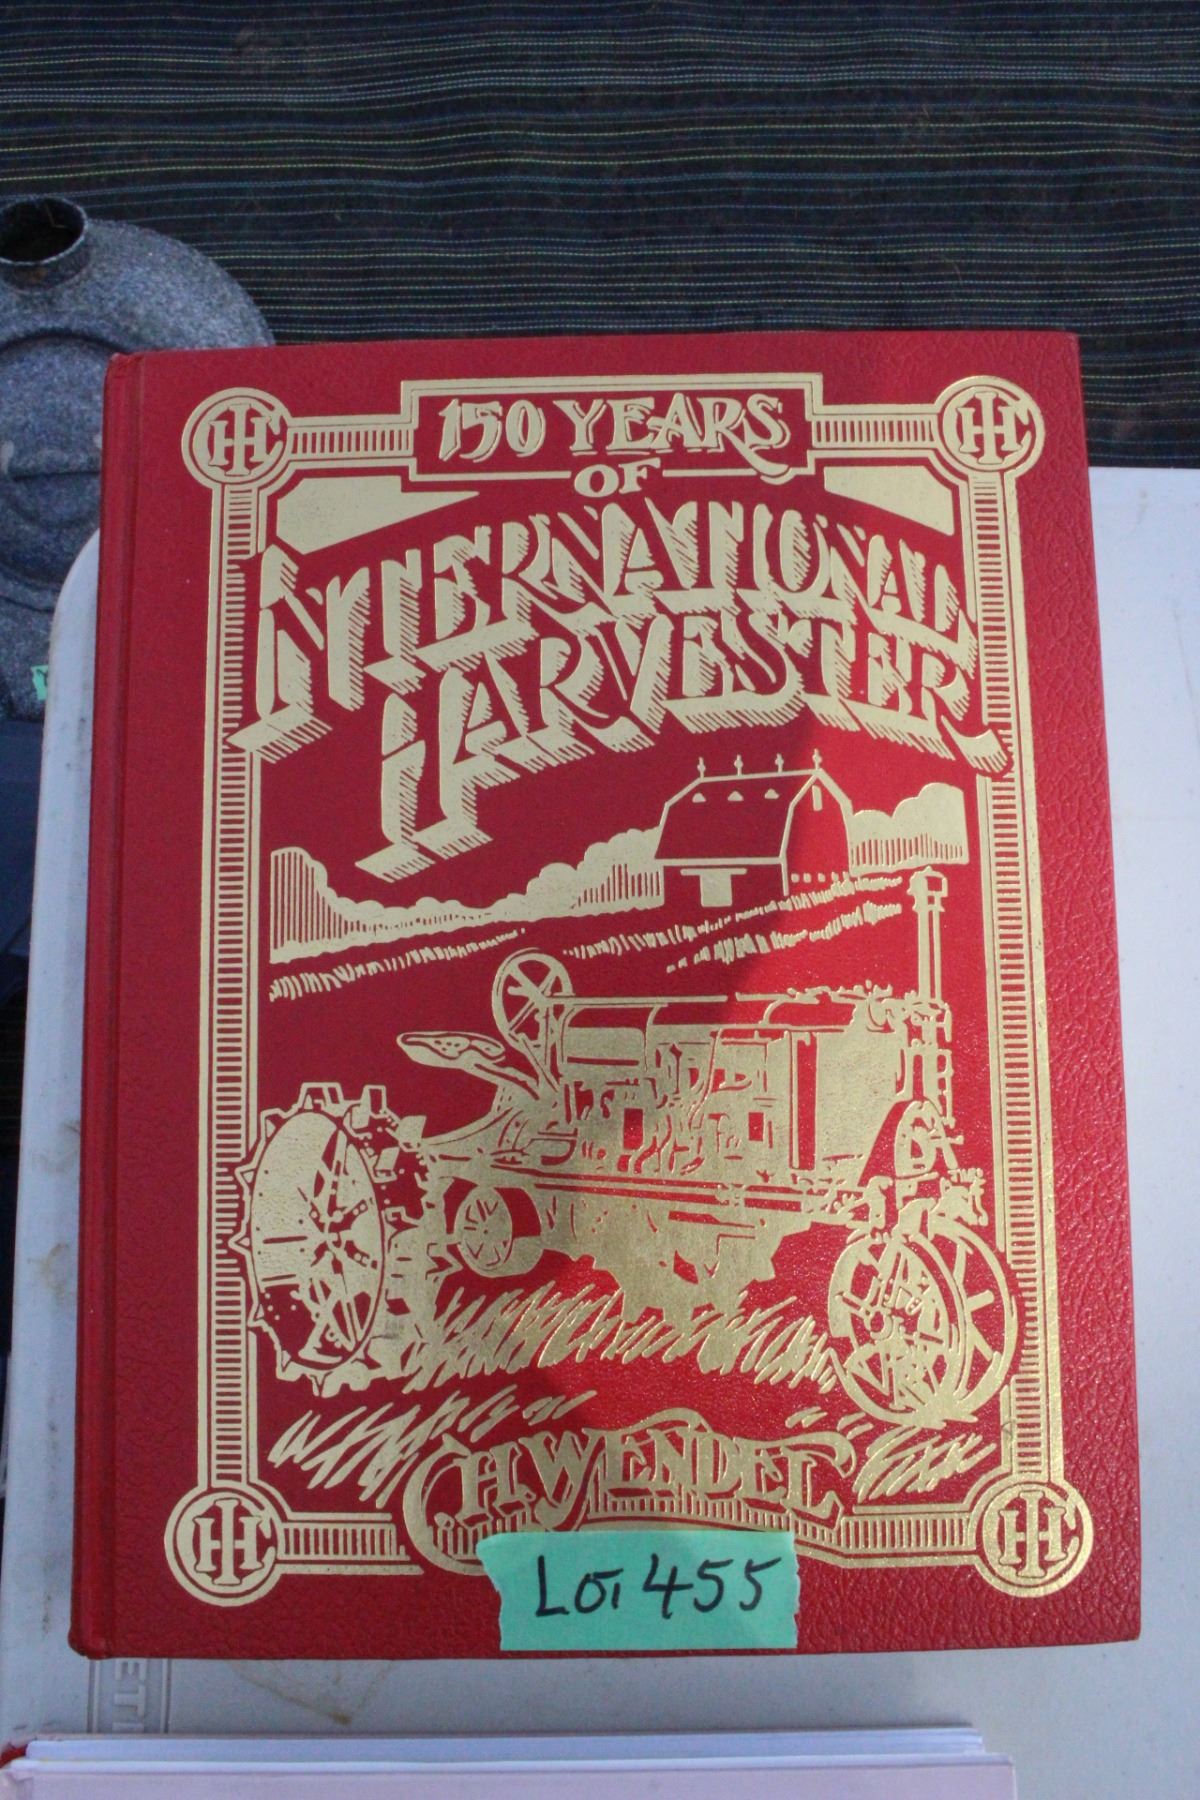 150 YEARS
OF
INTERNATIONAL
HARVESTER
IHC
IHC
C.H. WENDEL
IHC
IHC
Lot 455